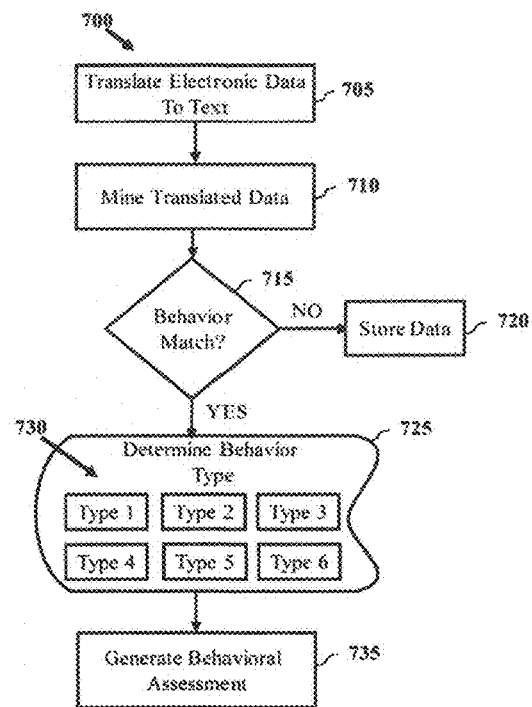 700
Translate Electronic Data
To Text
705
Mine Translated Data
710
715
Behavior
Match?
NO
Store Data
720
YES
725
730
Determine Behavior
Type
Type 1
Type 2
Type 3
Type 4
Type 5
Type 6
Generate Behavioral
Assessment
735